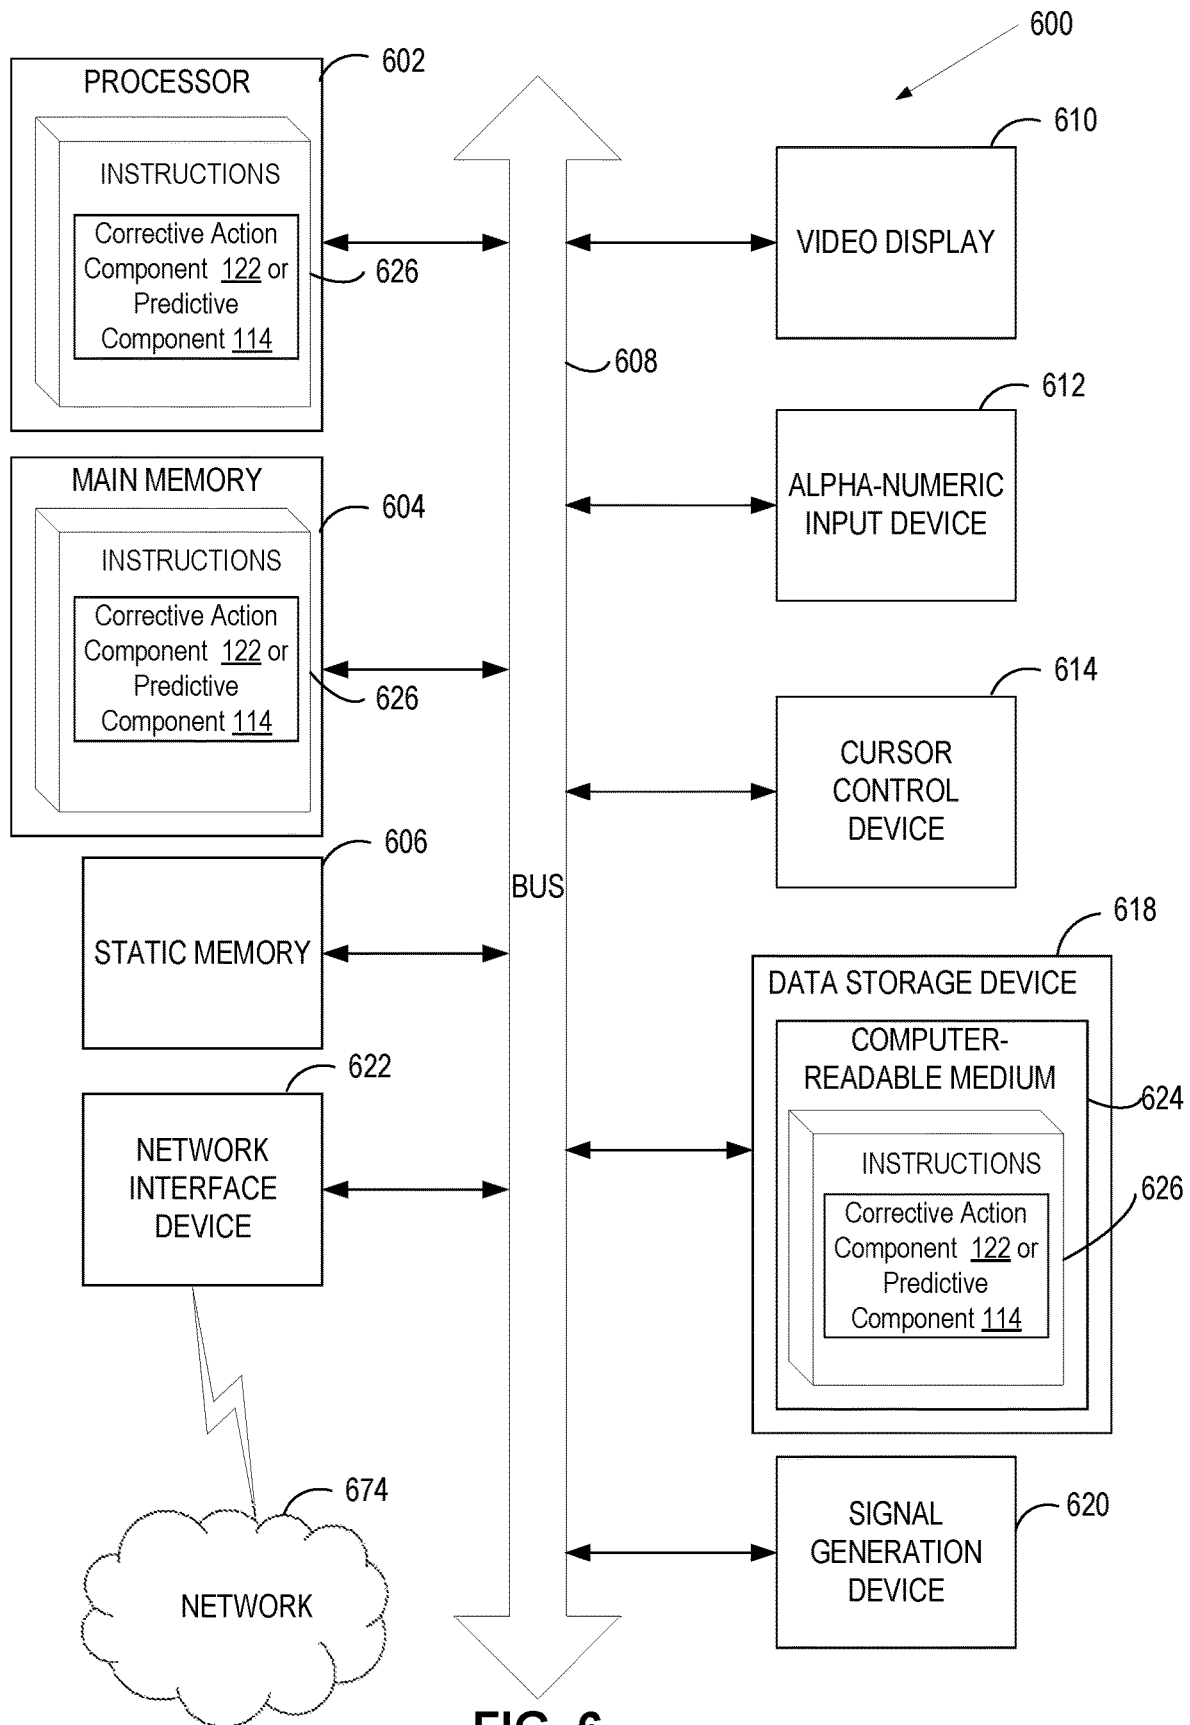 600
602
PROCESSOR
INSTRUCTIONS
Corrective Action
Component 122 or
Predictive
Component 114
626
610
VIDEO DISPLAY
608
612
ALPHA-NUMERIC
INPUT DEVICE
MAIN MEMORY
604
INSTRUCTIONS
Corrective Action
Component 122 or
Predictive
Component 114
626
614
CURSOR
CONTROL
DEVICE
606
STATIC MEMORY
BUS
618
DATA STORAGE DEVICE
COMPUTER-
READABLE MEDIUM
624
INSTRUCTIONS
Corrective Action
Component 122 or
Predictive
Component 114
626
622
NETWORK
INTERFACE
DEVICE
674
NETWORK
620
SIGNAL
GENERATION
DEVICE
FIG. 6